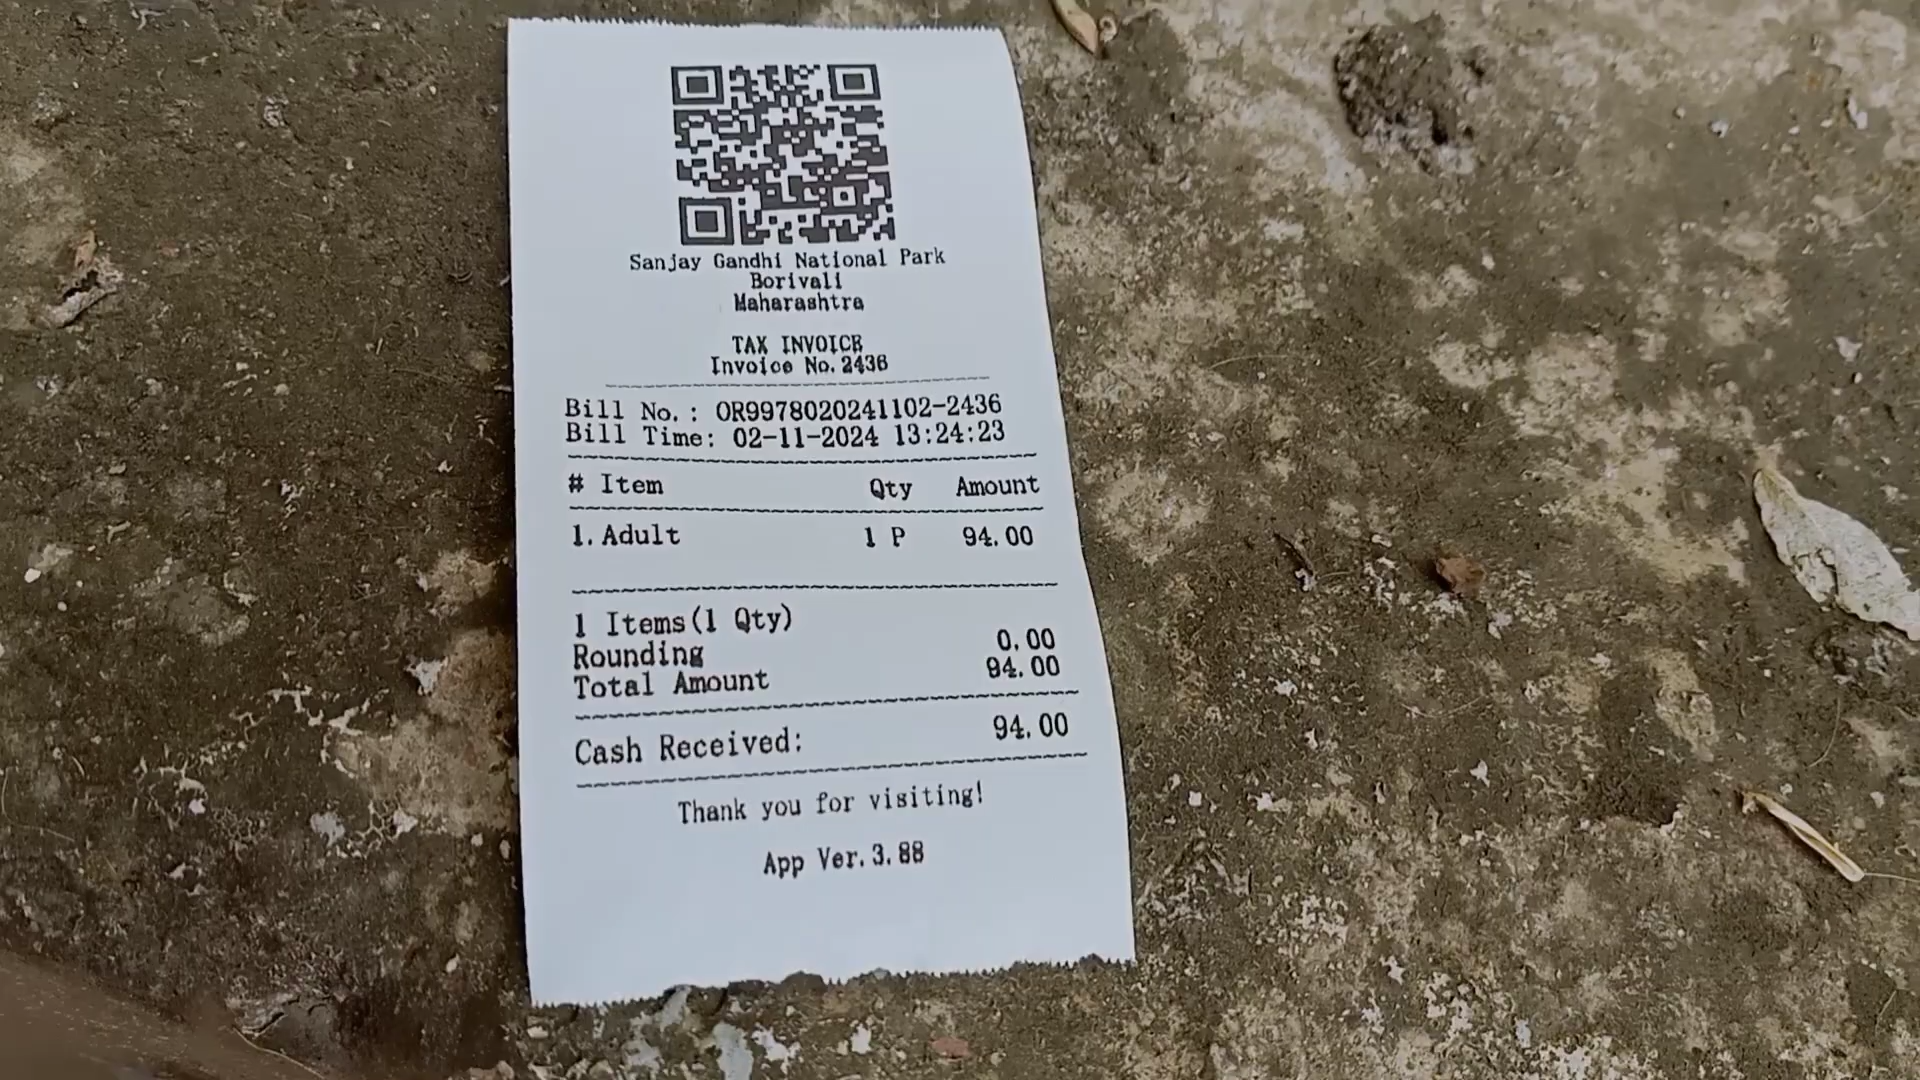 Sanjay Gandhi National Park
Borivali
Maharashtra
TAX INVOICE
Invoice No. 2436
Bill No. : OR9978020241102-2436
Bill Time: 02-11-2024 13:24:23
# Item Qty Amount
1. Adult 1 P 94.00
1 Items(1 Qty)
Rounding 0.00
Total Amount 94.00
Cash Received: 94.00
Thank you for visiting!
App Ver. 3.88